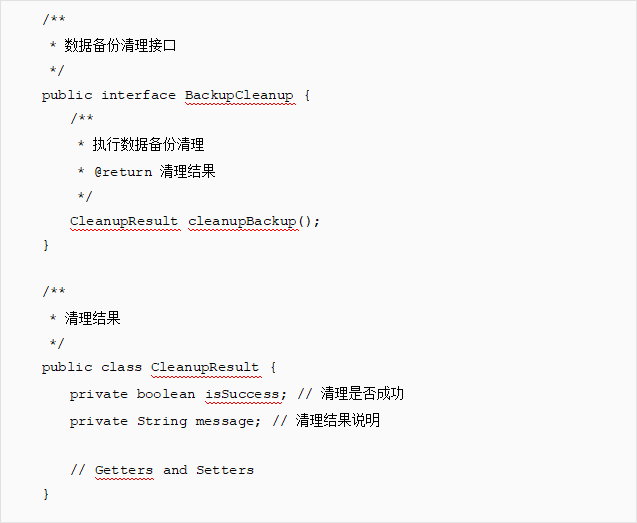 /**
 * 数据备份清理接口
 */
public interface BackupCleanup {
    /**
     * 执行数据备份清理
     * @return 清理结果
     */
    CleanupResult cleanupBackup();
}

/**
 * 清理结果
 */
public class CleanupResult {
    private boolean isSuccess; // 清理是否成功
    private String message; // 清理结果说明

    // Getters and Setters
}